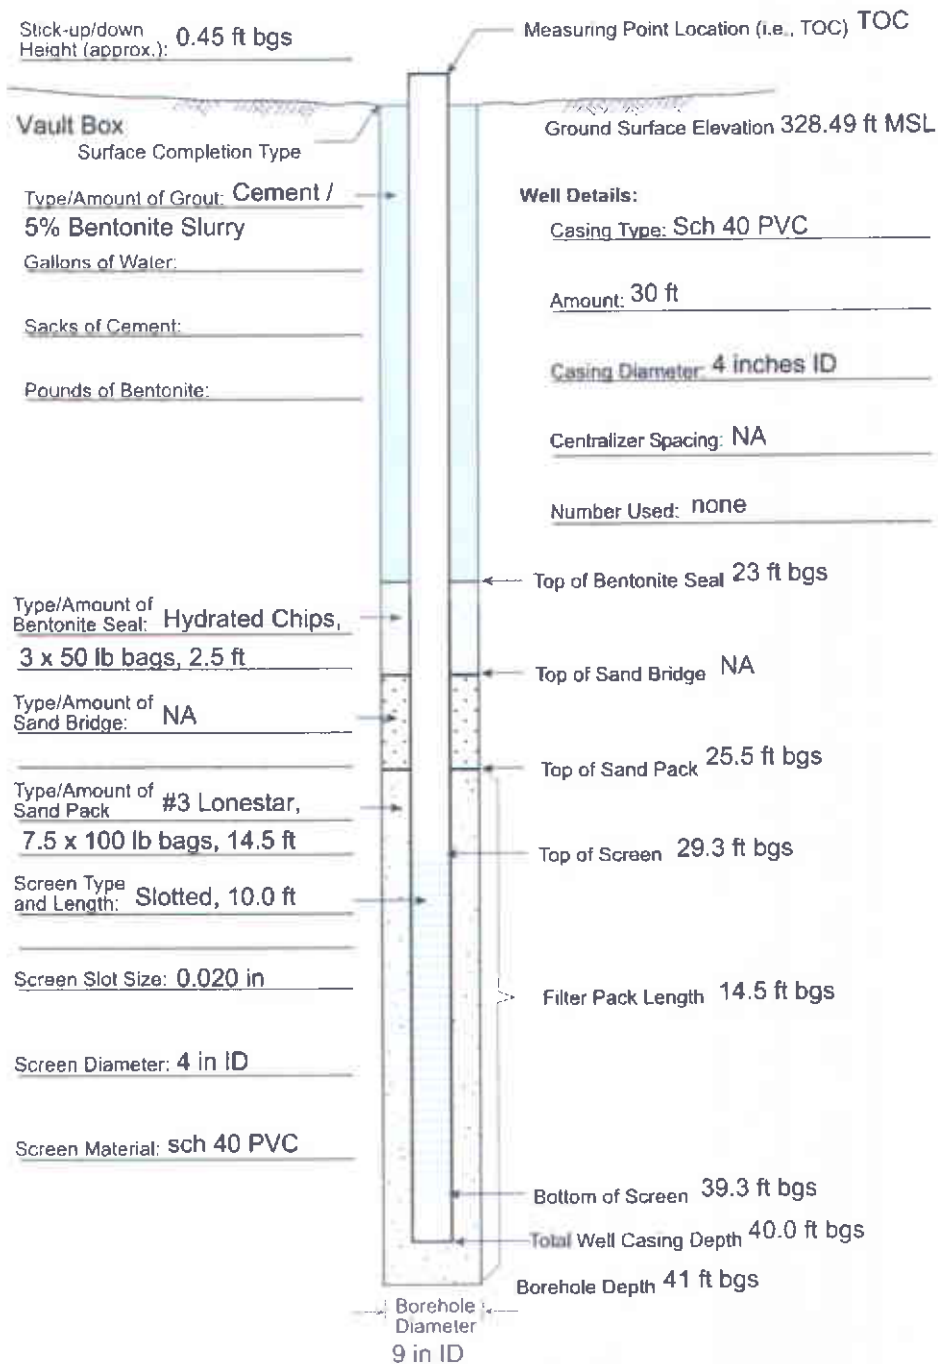 Stick-up/down
Height (approx.): 0.45 ft bgs
Measuring Point Location (i.e., TOC) TOC
Vault Box
Surface Completion Type
Ground Surface Elevation 328.49 ft MSL
Type/Amount of Grout: Cement /
5% Bentonite Slurry
Gallons of Water:
Sacks of Cement:
Pounds of Bentonite:
Well Details:
Casing Type: Sch 40 PVC
Amount: 30 ft
Casing Diameter: 4 inches ID
Centralizer Spacing: NA
Number Used: none
Top of Bentonite Seal 23 ft bgs
Type/Amount of
Bentonite Seal: Hydrated Chips,
3 x 50 lb bags, 2.5 ft
Top of Sand Bridge NA
Type/Amount of
Sand Bridge: NA
Top of Sand Pack 25.5 ft bgs
Type/Amount of
Sand Pack #3 Lonestar,
7.5 x 100 lb bags, 14.5 ft
Top of Screen 29.3 ft bgs
Screen Type
and Length: Slotted, 10.0 ft
Screen Slot Size: 0.020 in
Filter Pack Length 14.5 ft bgs
Screen Diameter: 4 in ID
Screen Material: sch 40 PVC
Bottom of Screen 39.3 ft bgs
Total Well Casing Depth 40.0 ft bgs
Borehole Depth 41 ft bgs
Borehole
Diameter
9 in ID